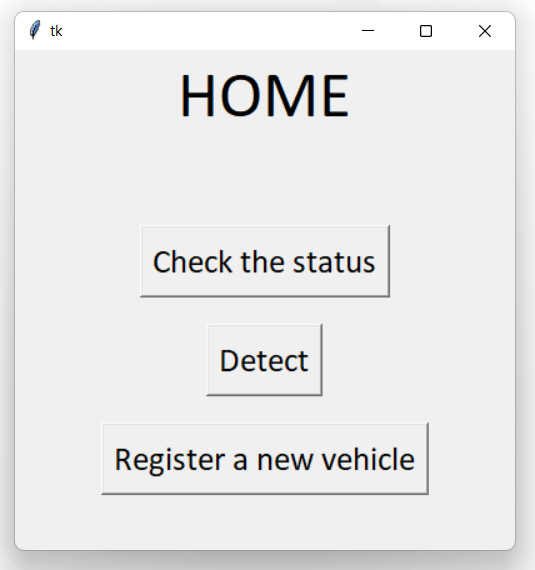 tk
HOME
Check the status
Detect
Register a new vehicle